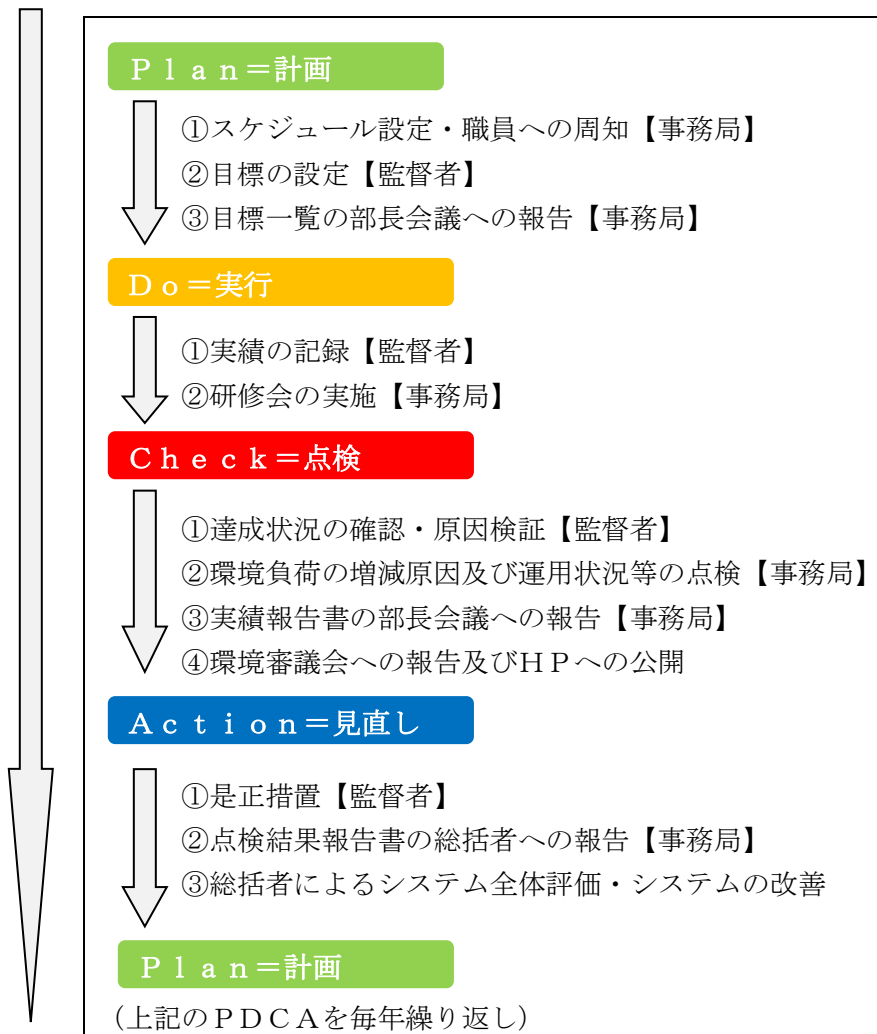 Ｐｌａｎ＝計画
①スケジュール設定・職員への周知【事務局】
②目標の設定【監督者】
③目標一覧の部長会議への報告【事務局】
Ｄｏ＝実行
①実績の記録【監督者】
②研修会の実施【事務局】
Ｃｈｅｃｋ＝点検
①達成状況の確認・原因検証【監督者】
②環境負荷の増減原因及び運用状況等の点検【事務局】
③実績報告書の部長会議への報告【事務局】
④環境審議会への報告及びＨＰへの公開
Ａｃｔｉｏｎ＝見直し
①是正措置【監督者】
②点検結果報告書の総括者への報告【事務局】
③総括者によるシステム全体評価・システムの改善
Ｐｌａｎ＝計画
（上記のＰＤＣＡを毎年繰り返し）